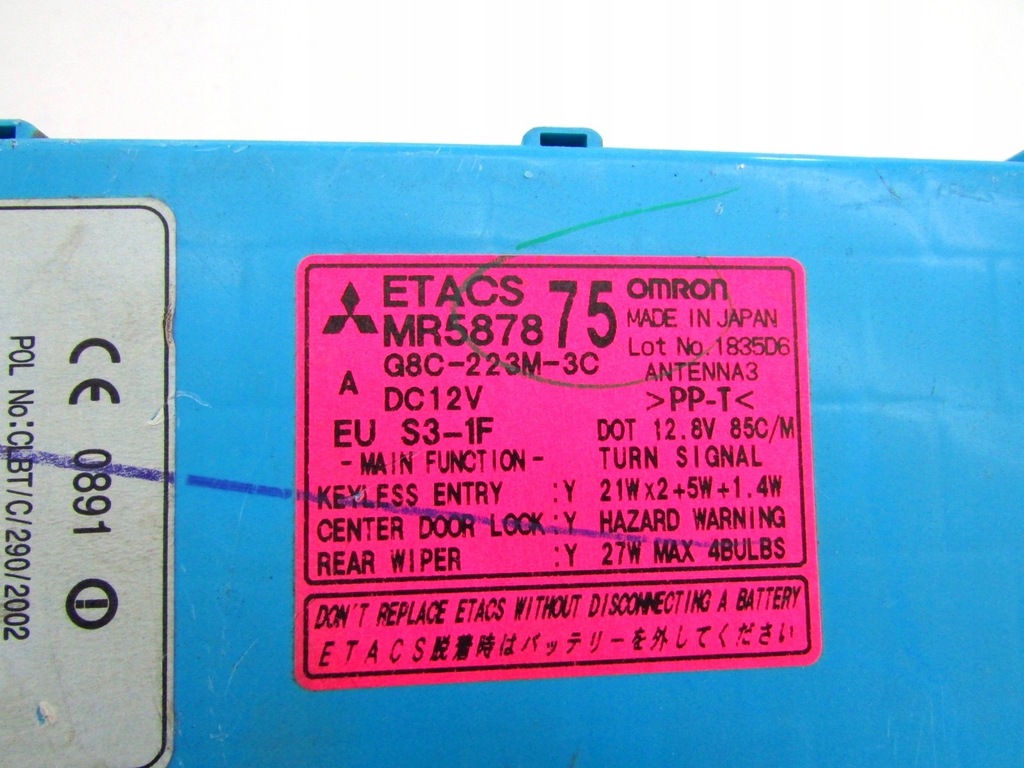 ETACS
MR587875
omron
MADE IN JAPAN
Lot No. 1835D6
G8C-223M-3C
ANTENNA3
A
DC12V
>PP-T<
EU S3-1F
DOT 12.8V 85C/M
-MAIN FUNCTION-
TURN SIGNAL
KEYLESS ENTRY :Y
21W×2+5W+1.4W
CENTER DOOR LOCK:Y
HAZARD WARNING
REAR WIPER :Y
27W MAX 4BULBS
DON'T REPLACE ETACS WITHOUT DISCONNECTING A BATTERY
ETACS脱着時はバッテリーを外してください
CE 0891
POL No:CLBT/C/290/2002